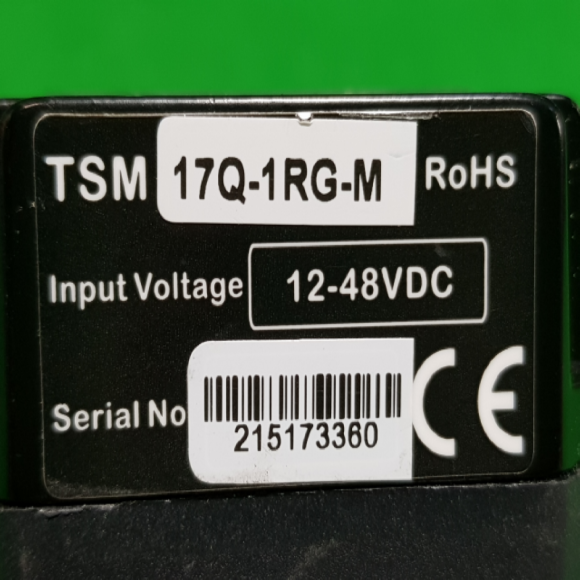 TSM 17Q-1RG-M RoHS
Input Voltage 12-48VDC
Serial No CE
215173360